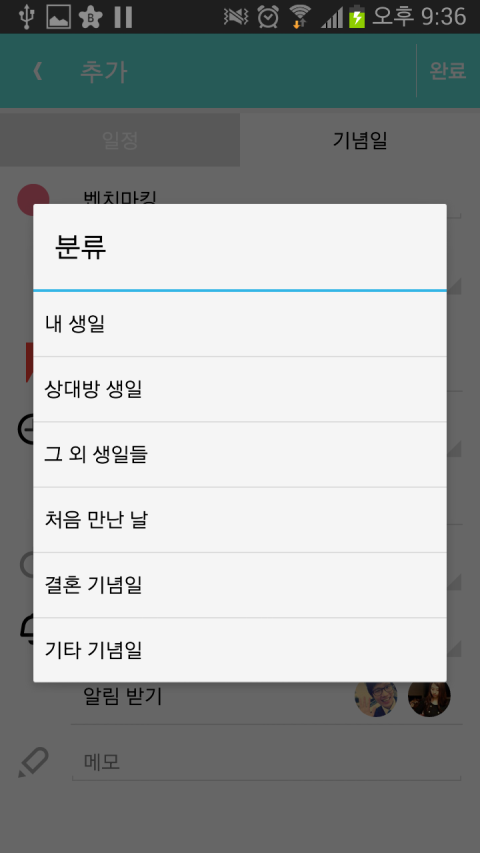 오후 9:36
추가
완료
일정
기념일
벤치마킹
분류
내 생일
상대방 생일
그 외 생일들
처음 만난 날
결혼 기념일
기타 기념일
알림 받기
메모